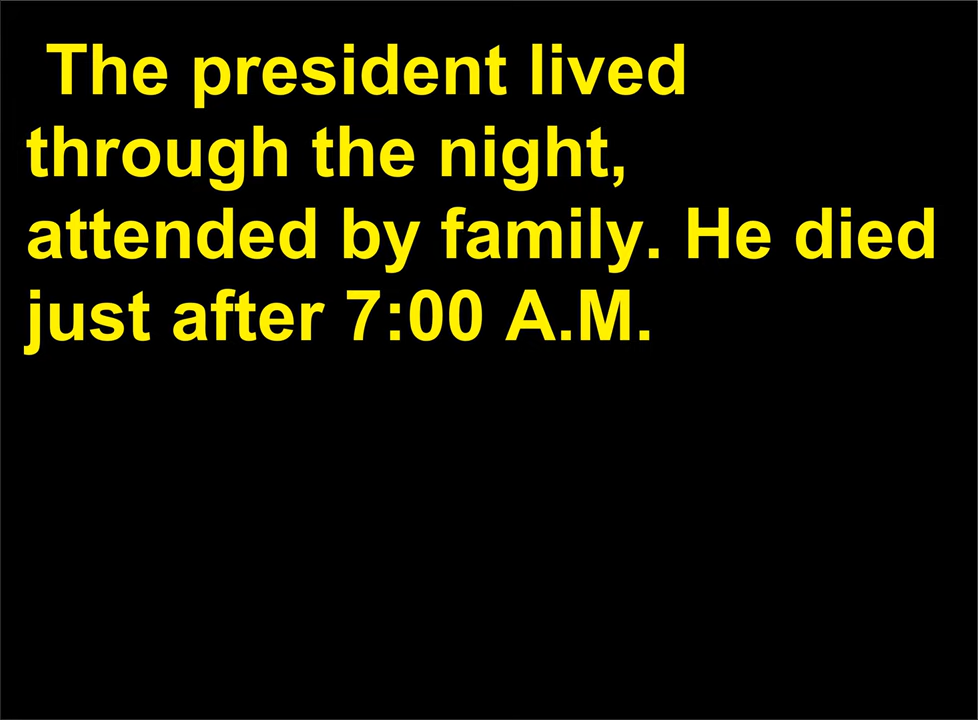 The president lived
through the night,
attended by family. He died
just after 7:00 A.M.